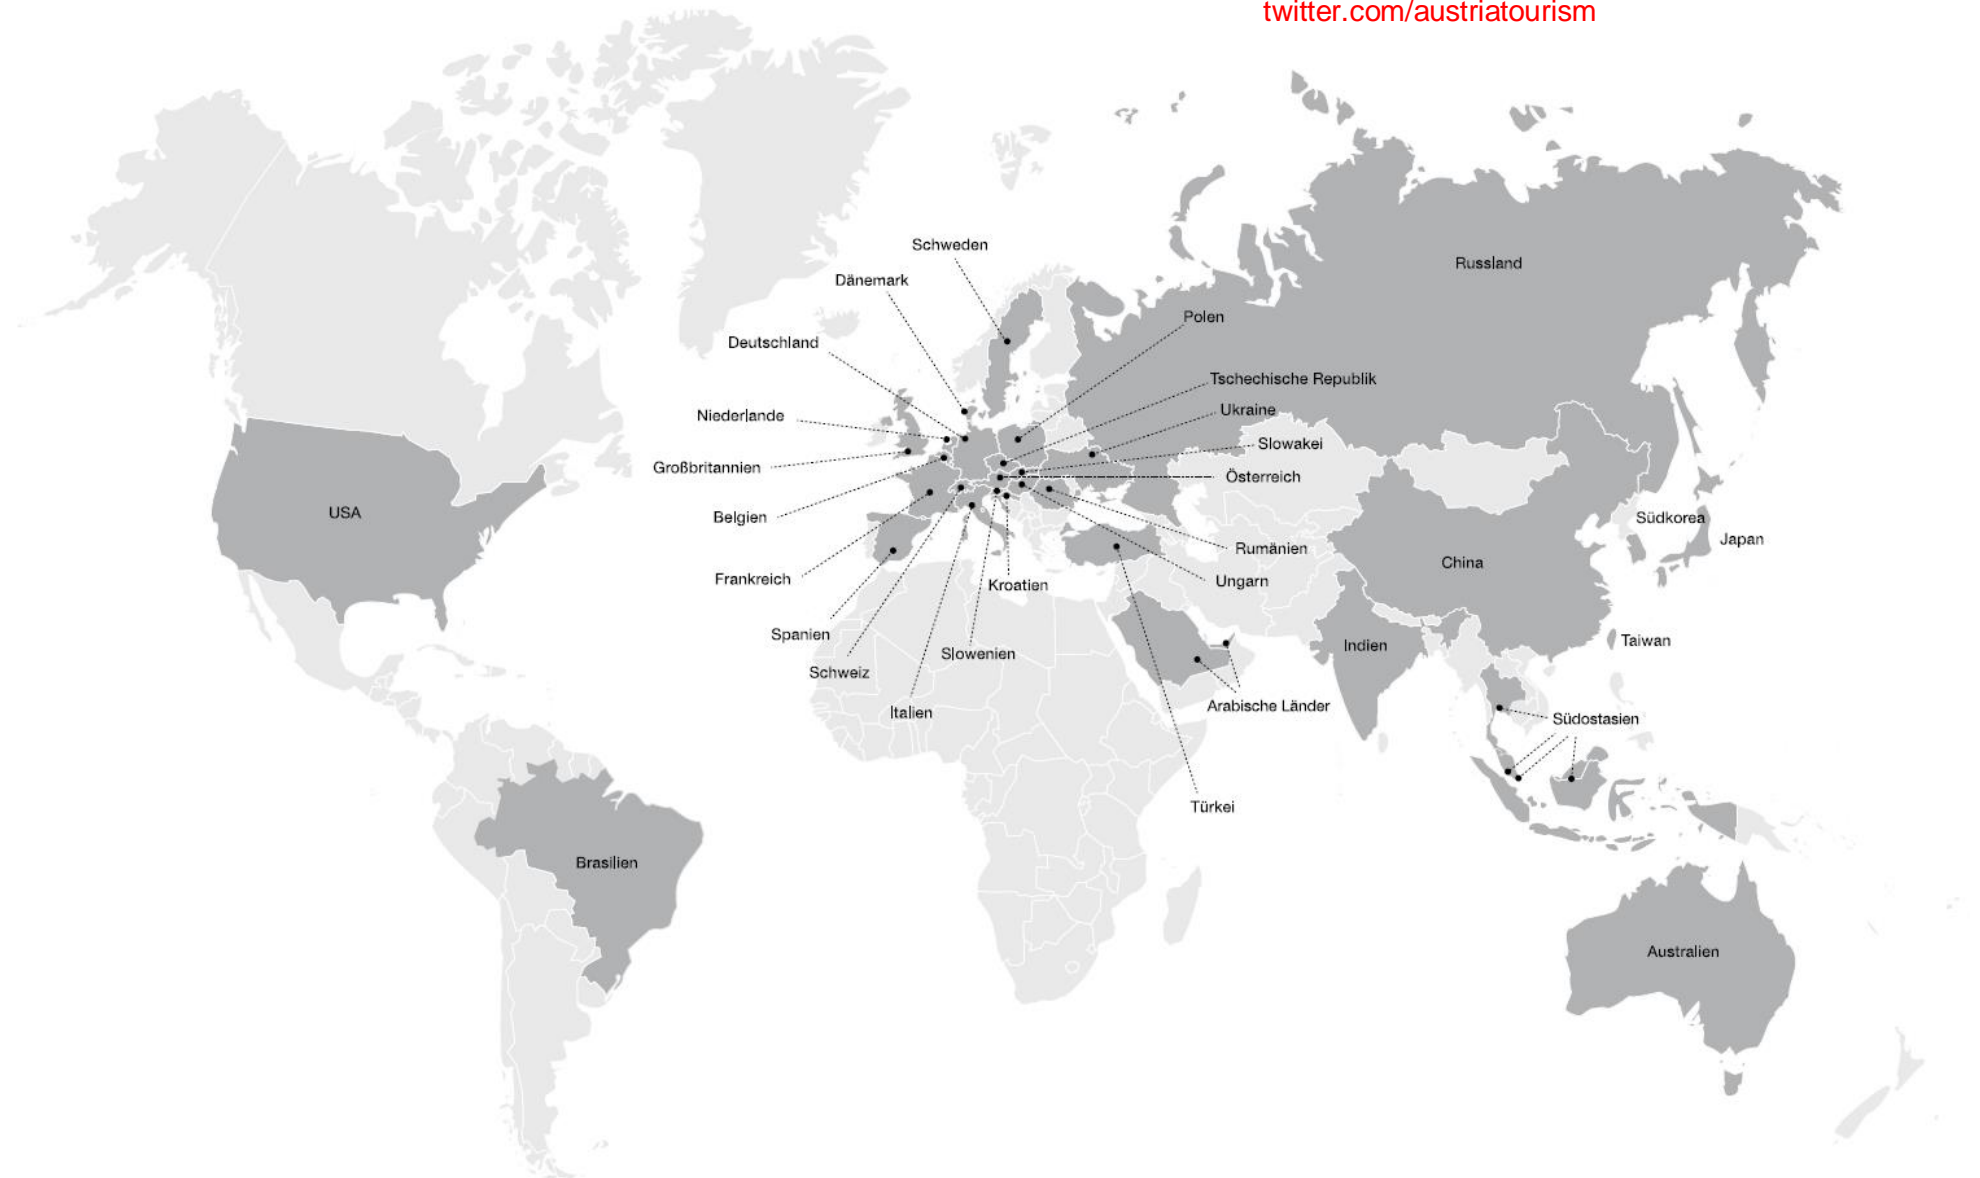 twitter.com/austriatourism
Schweden
Russland
Dänemark
Polen
Deutschland
Tschechische Republik
Ukraine
Niederlande
Slowakei
Großbritannien
Österreich
USA
Belgien
Südkorea
Japan
Rumänien
China
Frankreich
Kroatien
Ungarn
Spanien
Slowenien
Indien
Taiwan
Schweiz
Arabische Länder
Italien
Südostasien
Türkei
Brasilien
Australien